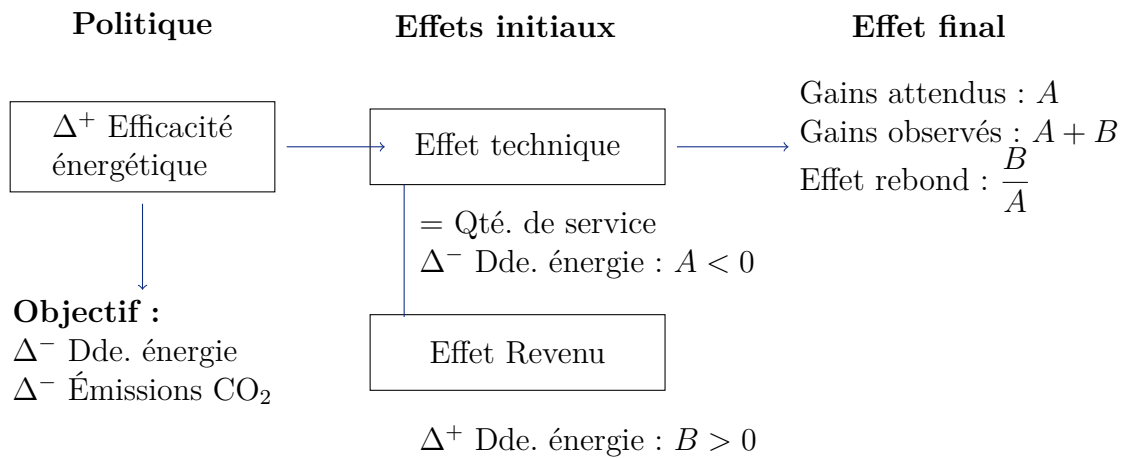 Politique
Effets initiaux
Effet final
Δ⁺ Efficacité
énergétique
Objectif :
Δ⁻ Dde. énergie
Δ⁻ Émissions CO₂
Effet technique
= Qté. de service
Δ⁻ Dde. énergie : A < 0
Effet Revenu
Δ⁺ Dde. énergie : B > 0
Gains attendus : A
Gains observés : A + B
Effet rebond : B/A